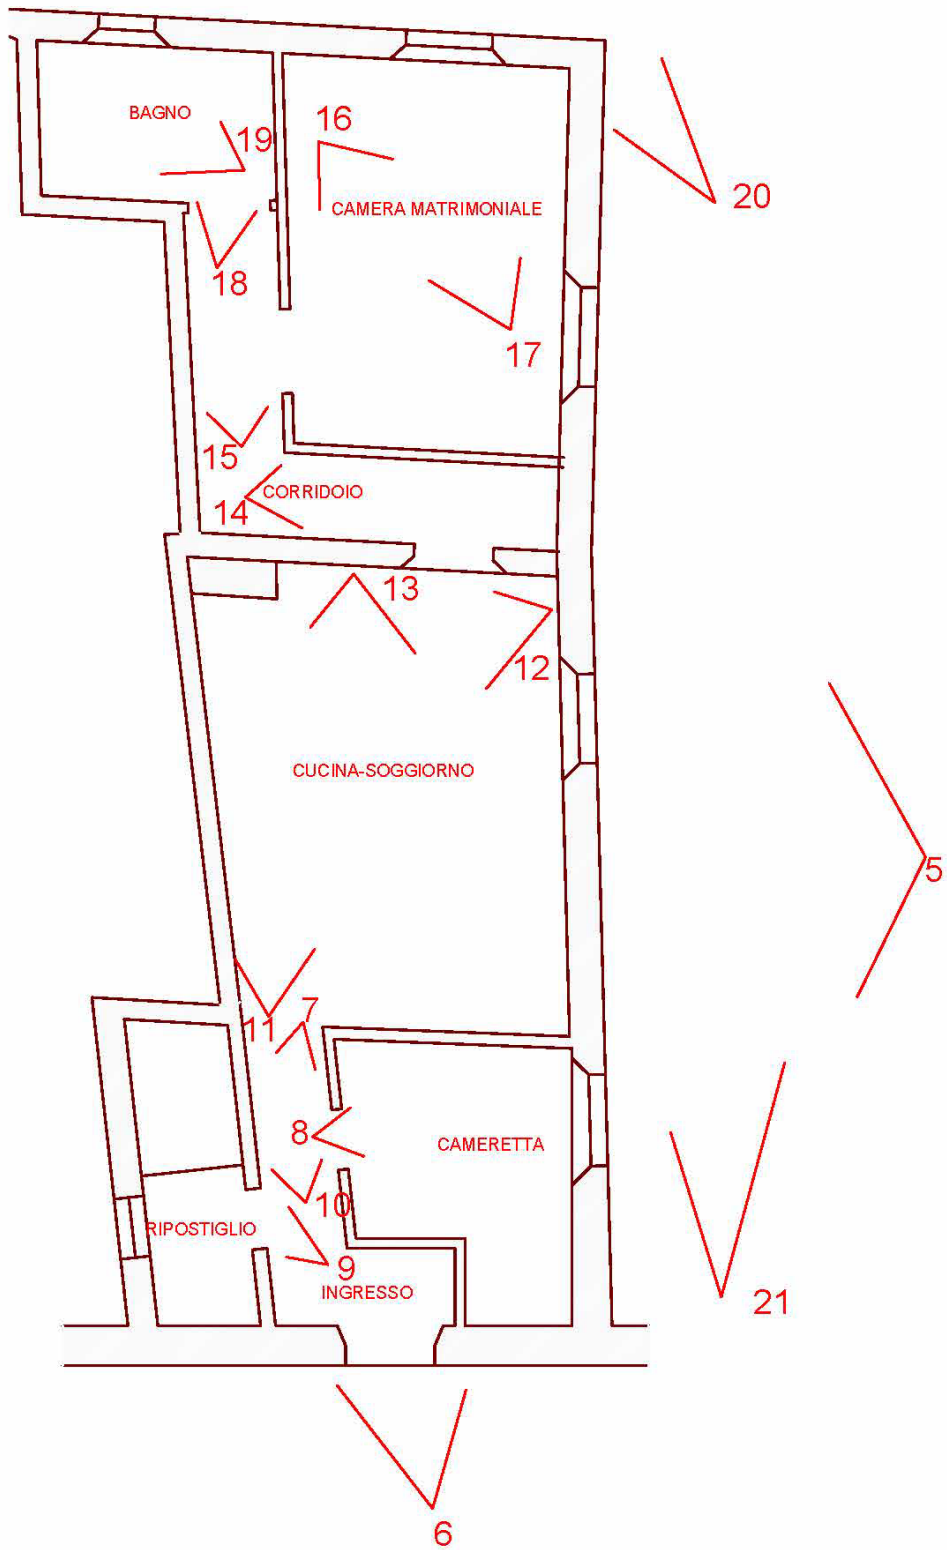 BAGNO
19
16
20
CAMERA MATRIMONIALE
18
17
15
CORRIDOIO
14
13
12
CUCINA-SOGGIORNO
5
7
11
8
CAMERETTA
10
RIPOSTIGLIO
9
INGRESSO
21
6